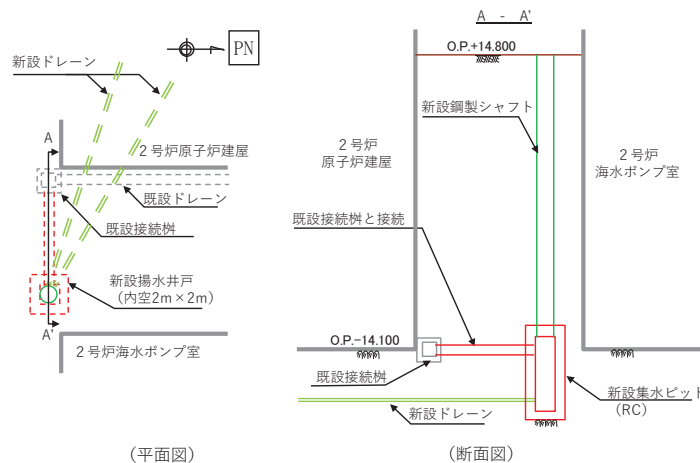 新設ドレーン
PN
A
2号炉原子炉建屋
既設ドレーン
既設接続桝
新設揚水井戸
（内空2m×2m）
A'
2号炉海水ポンプ室
（平面図）
A - A'
O.P.+14.800
新設鋼製シャフト
2号炉
原子炉建屋
2号炉
海水ポンプ室
既設接続桝と接続
O.P.-14.100
既設接続桝
新設集水ピット
(RC)
新設ドレーン
（断面図）